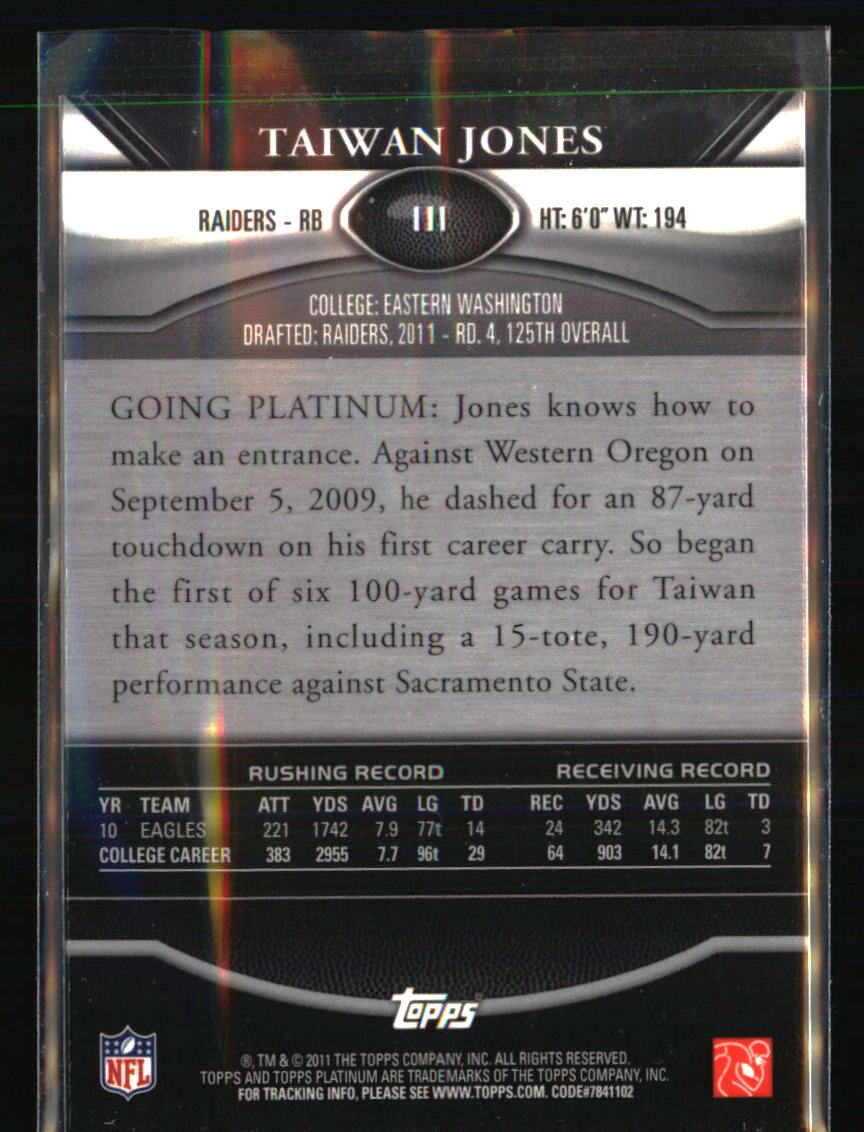 TAIWAN JONES
RAIDERS - RB 111 HT: 6'0" WT: 194
COLLEGE: EASTERN WASHINGTON
DRAFTED: RAIDERS, 2011 - RD. 4, 125TH OVERALL
GOING PLATINUM: Jones knows how to
make an entrance. Against Western Oregon on
September 5, 2009, he dashed for an 87-yard
touchdown on his first career carry. So began
the first of six 100-yard games for Taiwan
that season, including a 15-tote, 190-yard
performance against Sacramento State.
RUSHING RECORD RECEIVING RECORD
YR TEAM ATT YDS AVG LG TD REC YDS AVG LG TD
10 EAGLES 221 1742 7.9 77t 14 24 342 14.3 82t 3
COLLEGE CAREER 383 2955 7.7 96t 29 64 903 14.1 82t 7
topps
NFL
®, TM & © 2011 THE TOPPS COMPANY, INC. ALL RIGHTS RESERVED.
TOPPS AND TOPPS PLATINUM ARE TRADEMARKS OF THE TOPPS COMPANY, INC.
FOR TRACKING INFO, PLEASE SEE WWW.TOPPS.COM. CODE#7841102